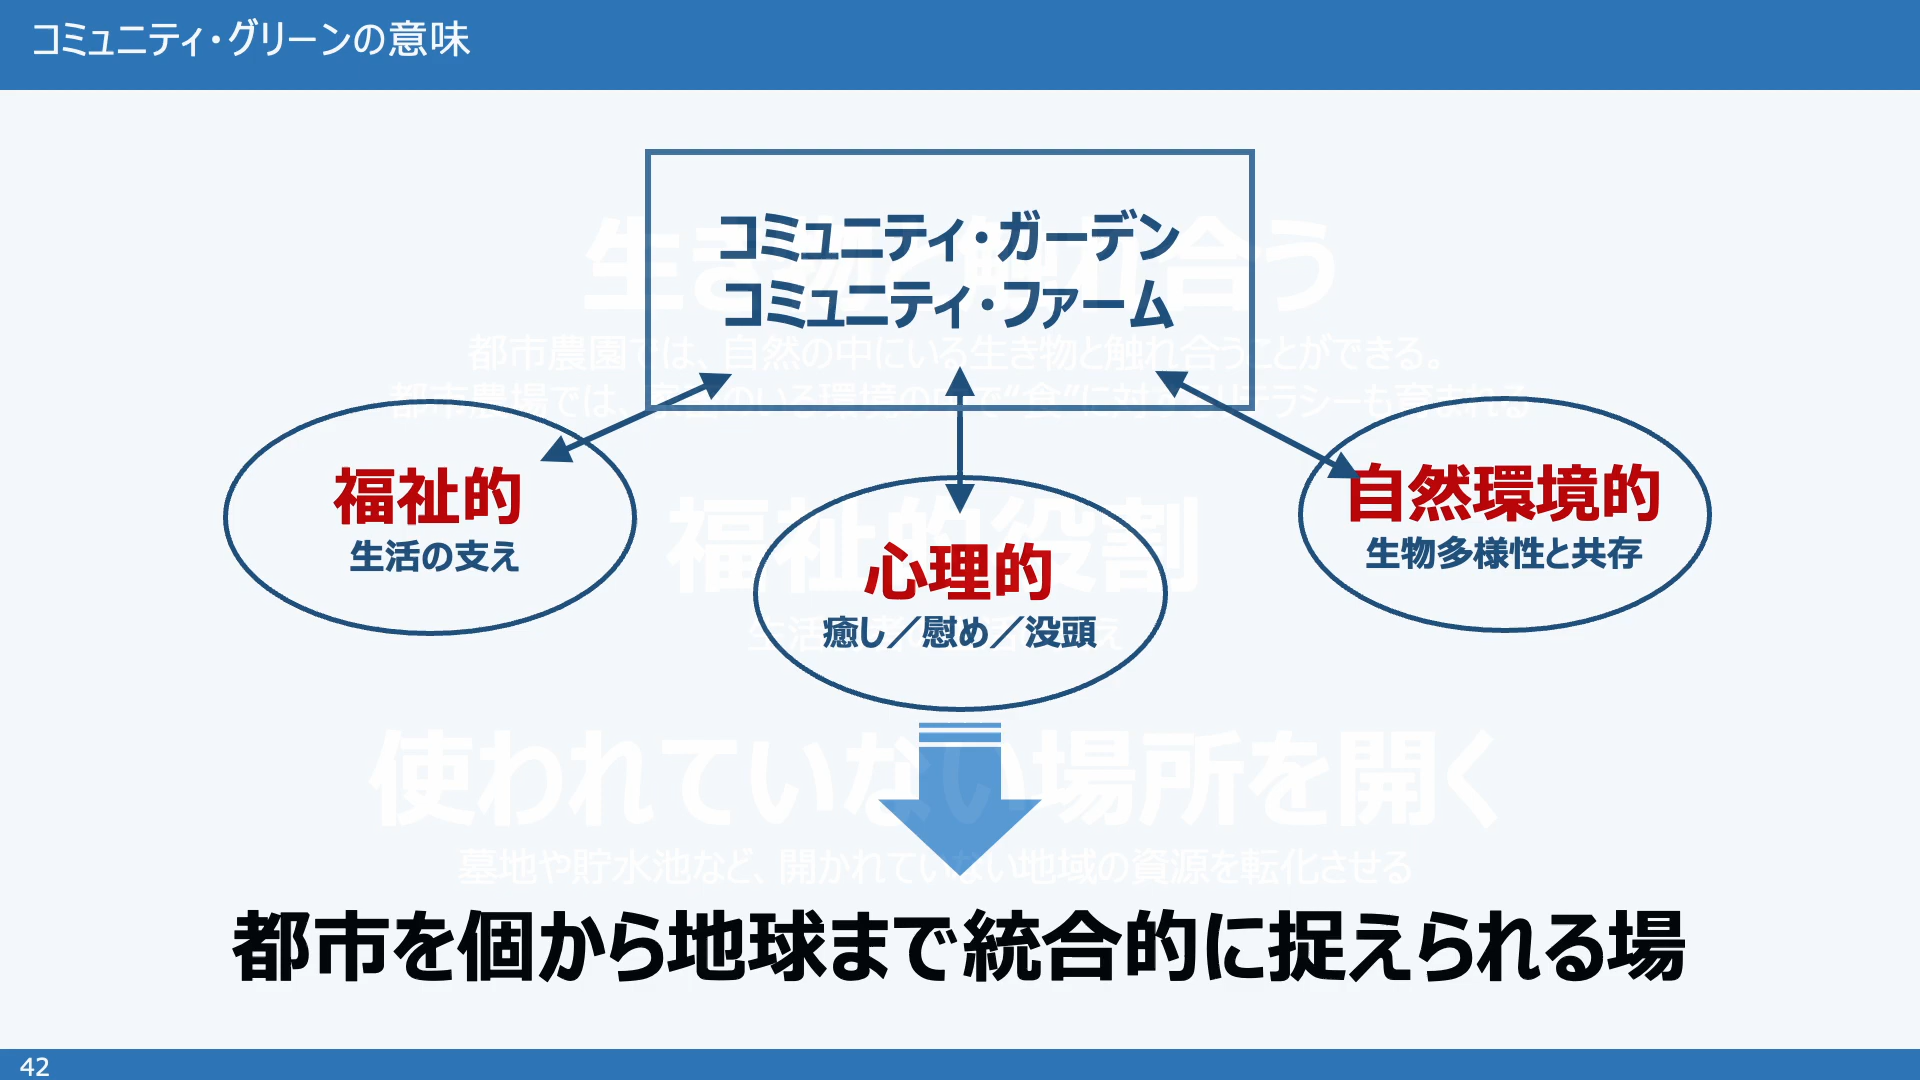 コミュニティ・グリーンの意味
コミュニティ・ガーデン
コミュニティ・ファーム
生き物と触れ合う
都市農園では、自然の中にいる生き物と触れ合うことができる。
都市農場では、
のいる環境の中で“食”に対するリテラシーも育まれる
福祉的
生活の支え
福祉的役割
心理的
癒し／慰め／没頭
自然環境的
生物多様性と共存
使われていない場所を開く
墓地や貯水池など、開かれていない地域の資源を転化させる
都市を個から地球まで統合的に捉えられる場
42